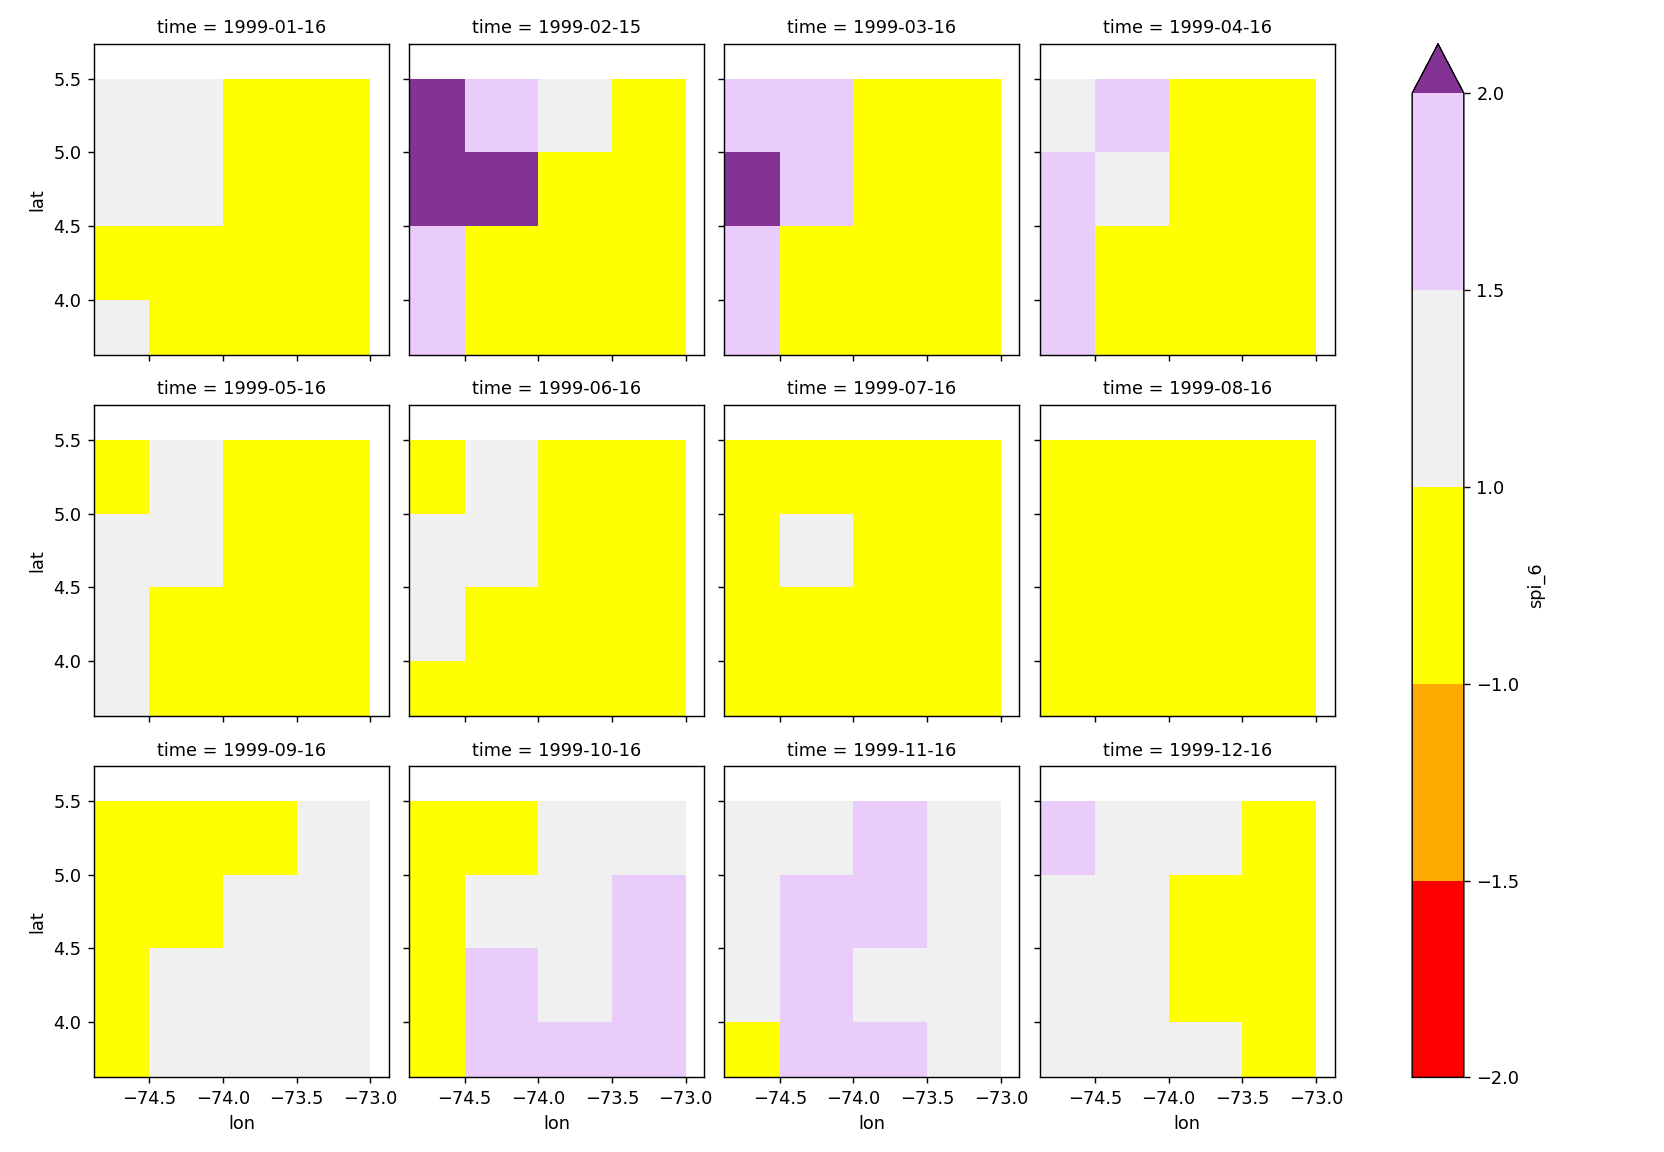 time = 1999-01-16
time = 1999-02-15
time = 1999-03-16
time = 1999-04-16
5.5
5.0
4.5
4.0
lat
time = 1999-05-16
time = 1999-06-16
time = 1999-07-16
time = 1999-08-16
5.5
5.0
4.5
4.0
lat
time = 1999-09-16
time = 1999-10-16
time = 1999-11-16
time = 1999-12-16
5.5
5.0
4.5
4.0
lat
−74.5 −74.0 −73.5 −73.0
lon
−74.5 −74.0 −73.5 −73.0
lon
−74.5 −74.0 −73.5 −73.0
lon
−74.5 −74.0 −73.5 −73.0
lon
2.0
1.5
1.0
−1.0
−1.5
−2.0
spi_6